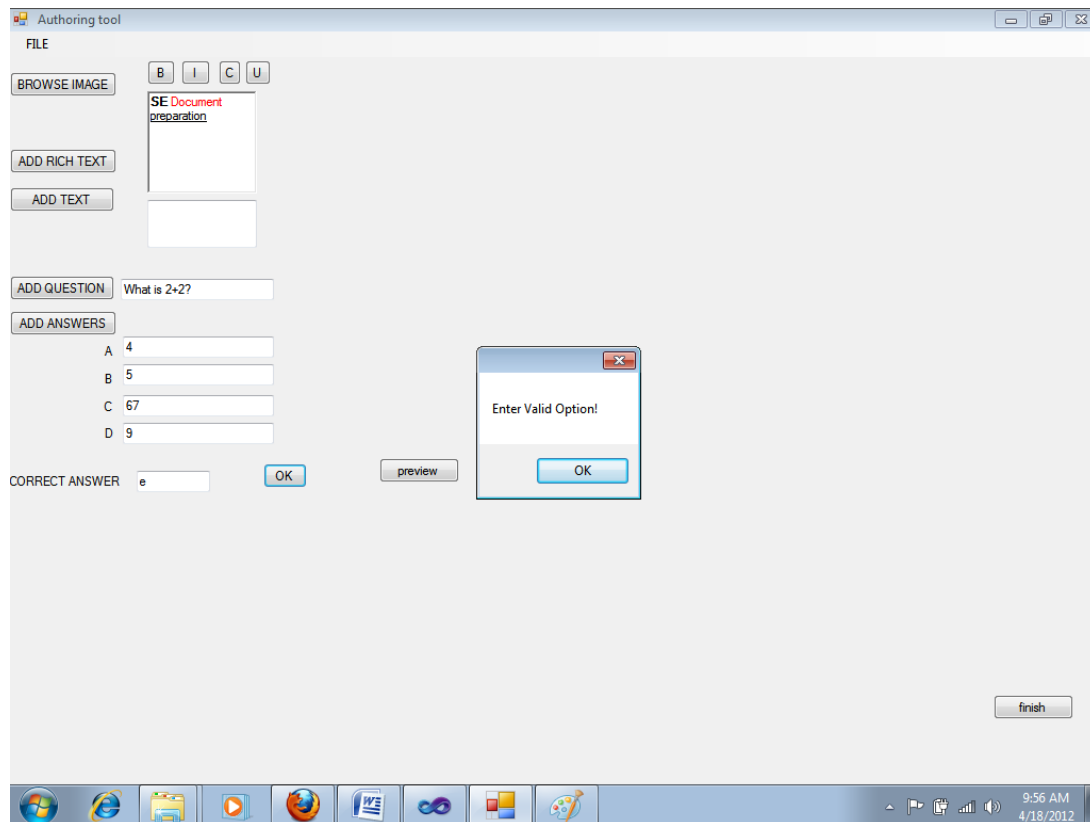 Authoring tool
FILE
BROWSE IMAGE
B I C U
SE Document
preparation
ADD RICH TEXT
ADD TEXT
ADD QUESTION What is 2+2?
ADD ANSWERS
A 4
B 5
C 67
D 9
Enter Valid Option!
OK
CORRECT ANSWER e OK preview
finish
9:56 AM
4/18/2012